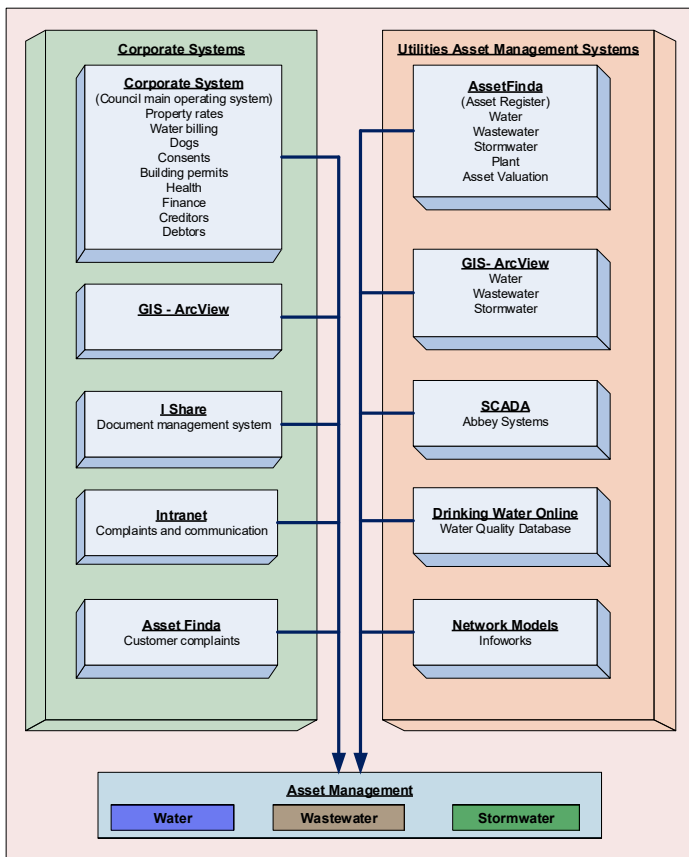 Corporate Systems
Corporate System
(Council main operating system)
Property rates
Water billing
Dogs
Consents
Building permits
Health
Finance
Creditors
Debtors
GIS - ArcView
I Share
Document management system
Intranet
Complaints and communication
Asset Finda
Customer complaints
Utilities Asset Management Systems
AssetFinda
(Asset Register)
Water
Wastewater
Stormwater
Plant
Asset Valuation
GIS- ArcView
Water
Wastewater
Stormwater
SCADA
Abbey Systems
Drinking Water Online
Water Quality Database
Network Models
Infoworks
Asset Management
Water
Wastewater
Stormwater